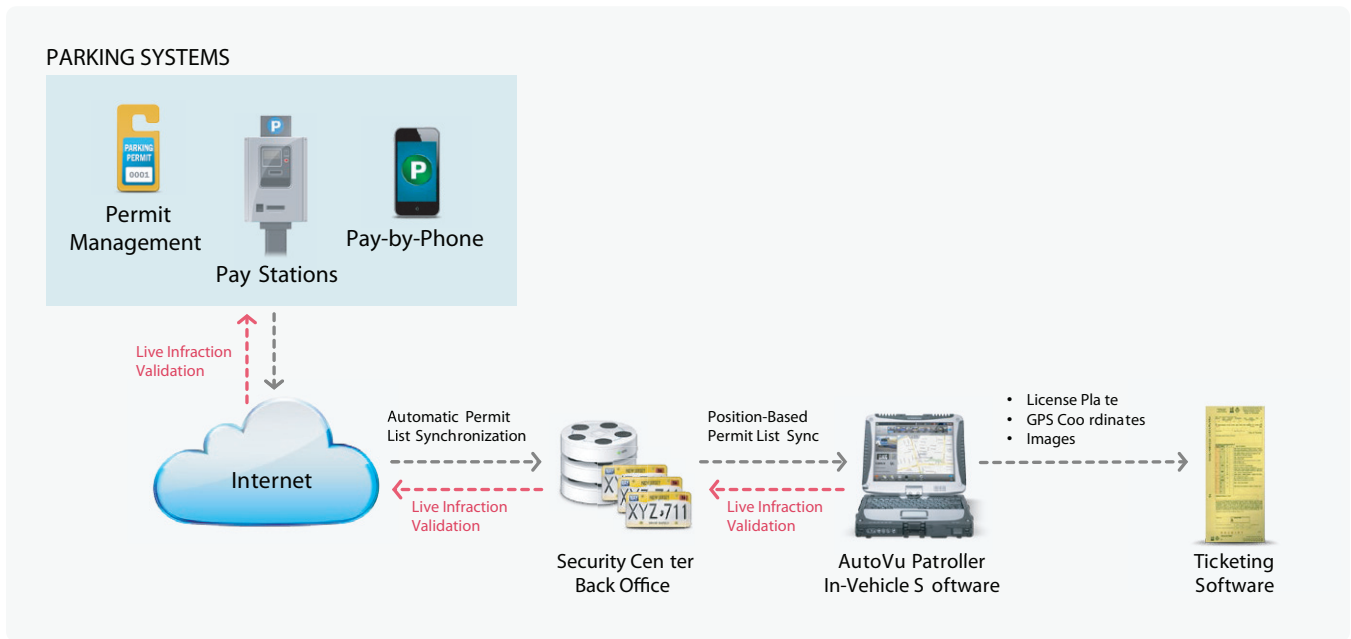 PARKING SYSTEMS
P
PARKING
PERMIT
0001
P
Permit
Management
Pay Stations
Pay-by-Phone
Live Infraction
Validation
Internet
Automatic Permit
List Synchronization
Live Infraction
Validation
XYZ 711
Security Cen ter
Back Office
Position-Based
Permit List Sync
Live Infraction
Validation
AutoVu Patroller
In-Vehicle S oftware
• License Pla te
• GPS Coo rdinates
• Images
Ticketing
Software